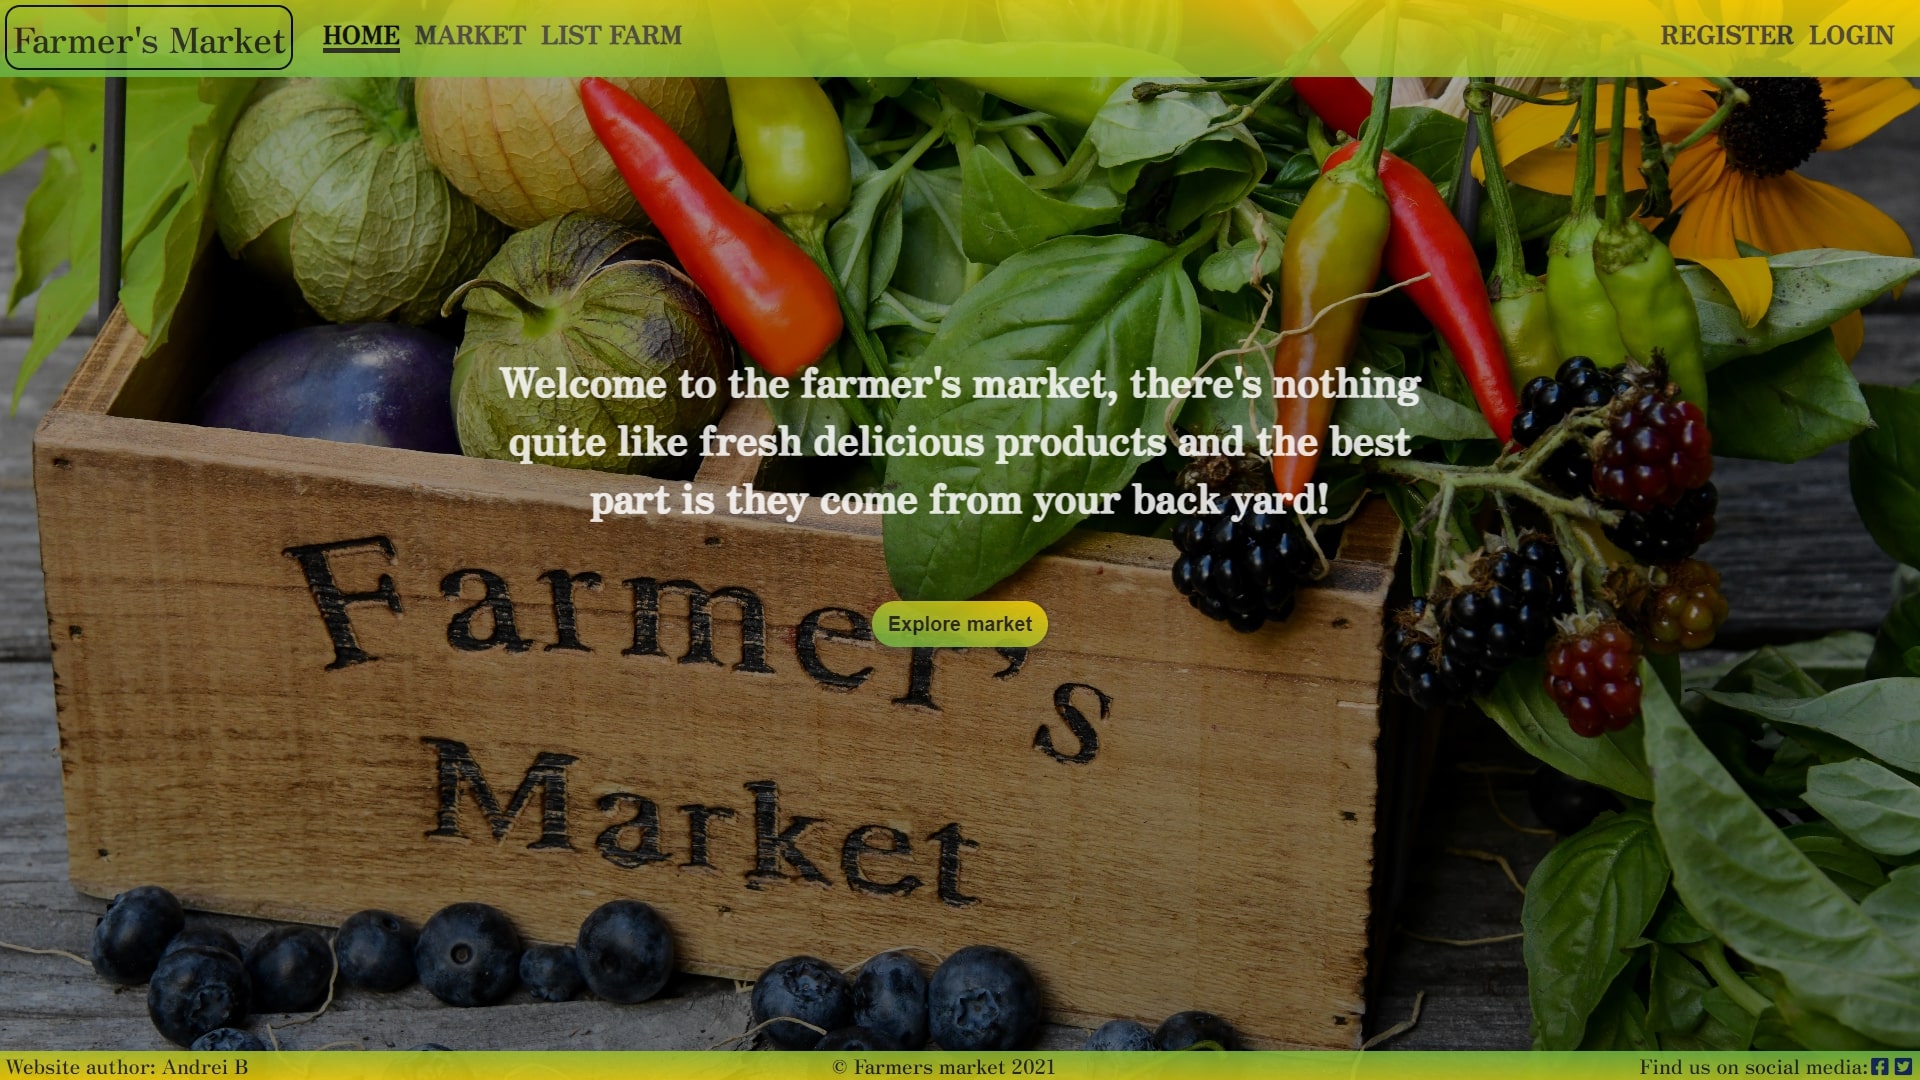 Farmer's Market
HOME MARKET LIST FARM
REGISTER LOGIN
Welcome to the farmer's market, there's nothing
quite like fresh delicious products and the best
part is they come from your back yard!
Farmer's
Explore market
Market
Website author: Andrei B
© Farmers market 2021
Find us on social media: